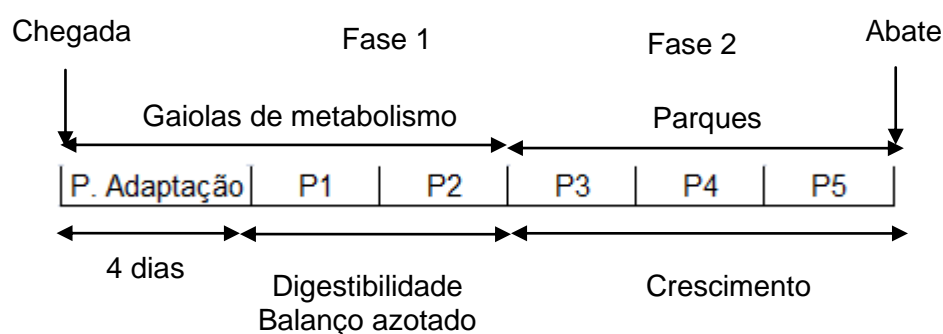 Chegada
Fase 1
Fase 2
Abate
Gaiolas de metabolismo
Parques
P. Adaptação
P1
P2
P3
P4
P5
4 dias
Digestibilidade
Balanço azotado
Crescimento